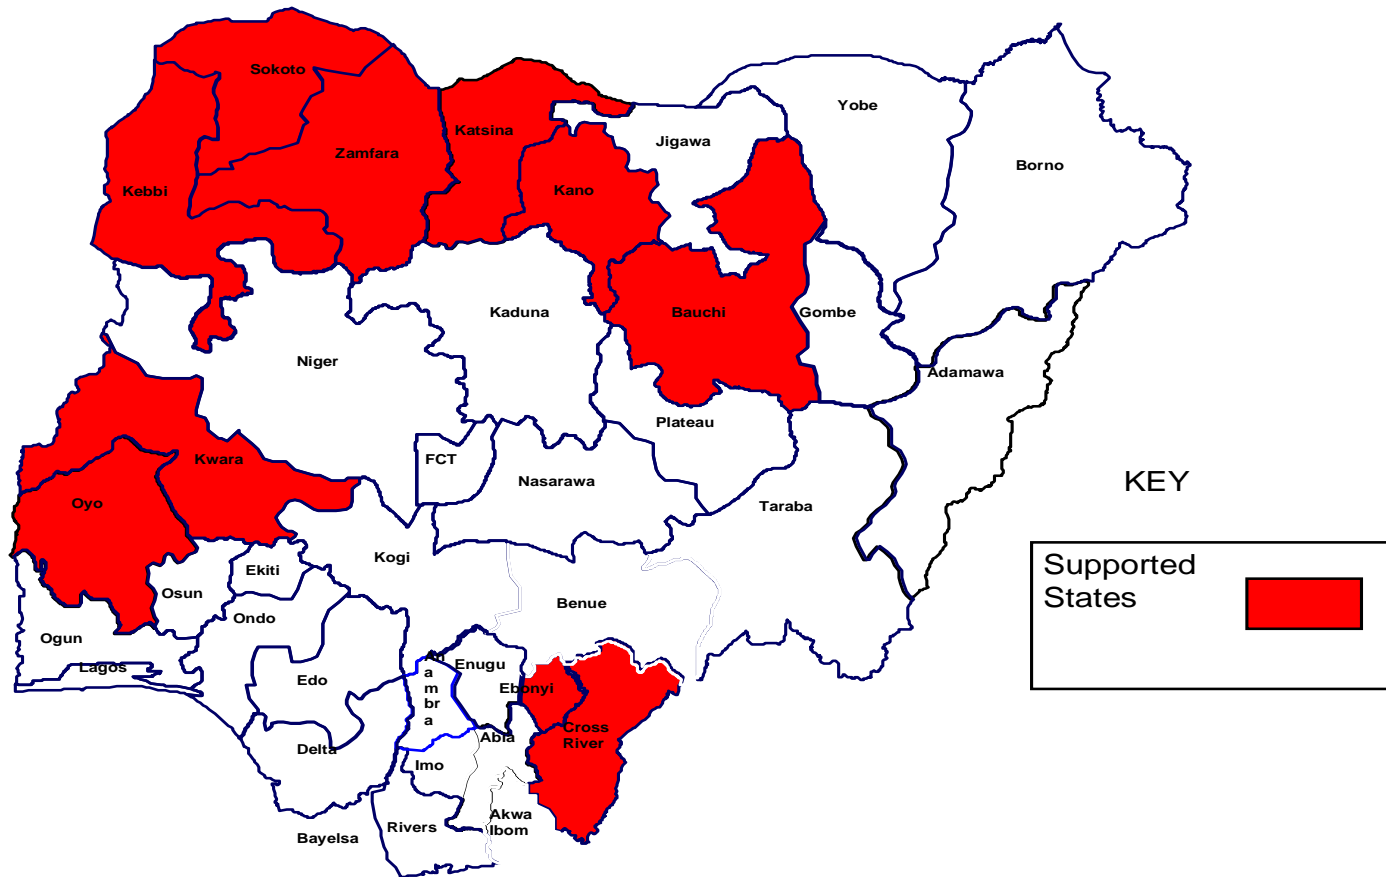 Sokoto
Yobe
Katsina
Jigawa
Zamfara
Borno
Kebbi
Kano
Kaduna
Bauchi
Gombe
Niger
Adamawa
Plateau
Kwara
FCT
Nasarawa
KEY
Oyo
Taraba
Kogi
Supported
States
Ekiti
Osun
Benue
Ondo
Ogun
Lagos
Edo
An
a
m
br
a
Enugu
Ebonyi
Cross
River
Delta
Abia
Imo
Akwa
Ibom
Rivers
Bayelsa